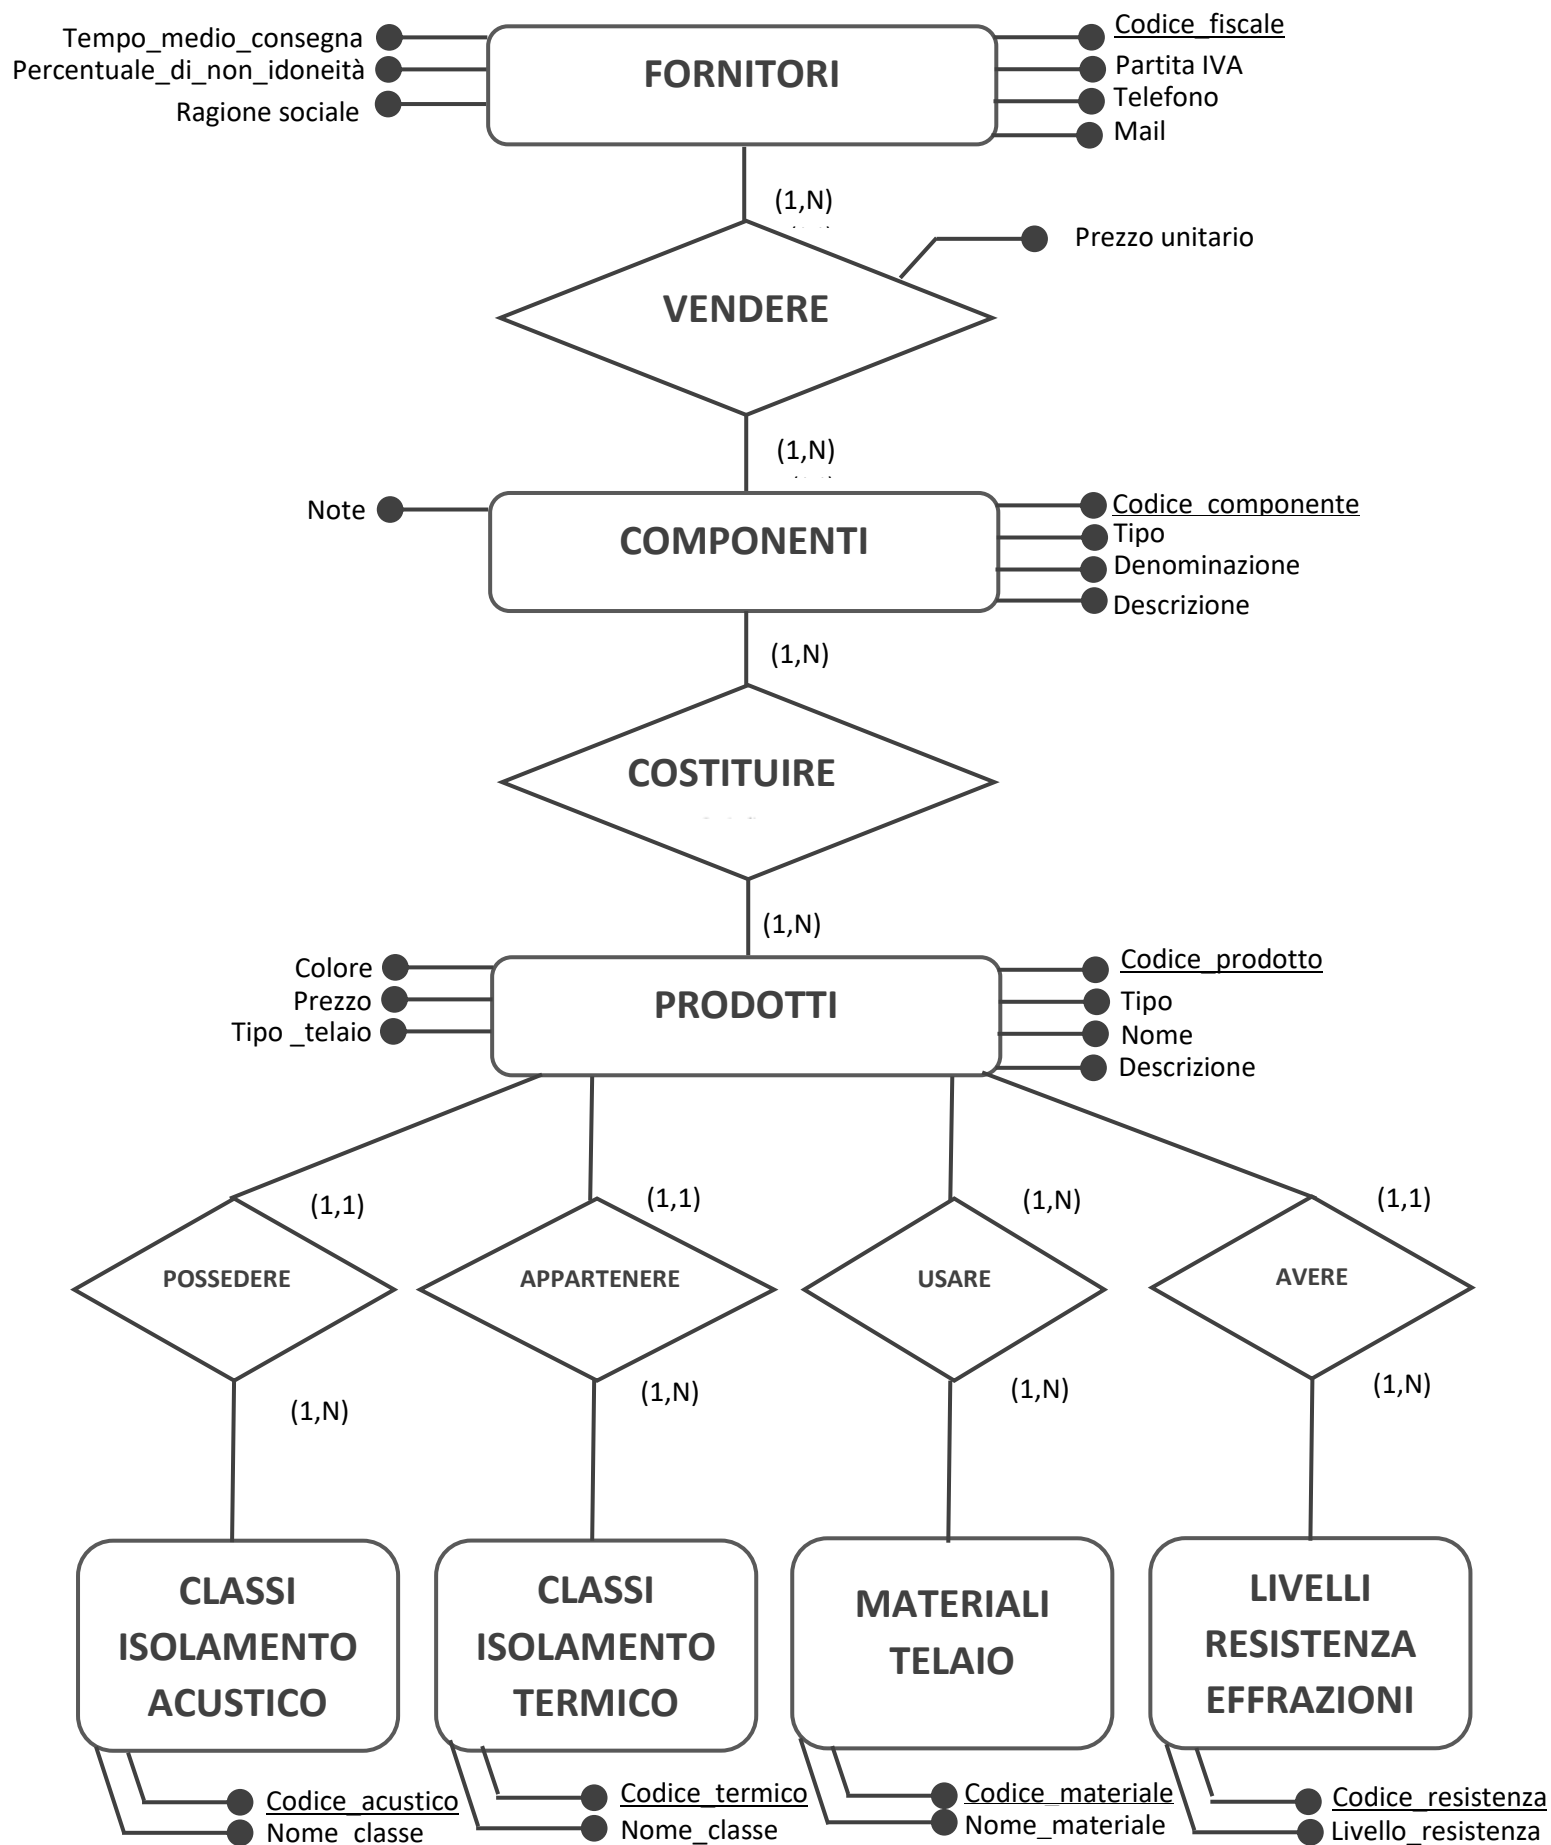 Tempo_medio_consegna
Percentuale_di_non_idoneità
Ragione sociale
FORNITORI
Codice_fiscale
Partita IVA
Telefono
Mail
(1,N)
Prezzo unitario
VENDERE
(1,N)
Note
COMPONENTI
Codice_componente
Tipo
Denominazione
Descrizione
(1,N)
COSTITUIRE
(1,N)
Colore
Prezzo
Tipo _telaio
PRODOTTI
Codice_prodotto
Tipo
Nome
Descrizione
(1,1)
(1,1)
(1,N)
(1,1)
POSSEDERE
APPARTENERE
USARE
AVERE
(1,N)
(1,N)
(1,N)
(1,N)
CLASSI
ISOLAMENTO
ACUSTICO
CLASSI
ISOLAMENTO
TERMICO
MATERIALI
TELAIO
LIVELLI
RESISTENZA
EFFRAZIONI
Codice_acustico
Nome_classe
Codice_termico
Nome_classe
Codice_materiale
Nome_materiale
Codice_resistenza
Livello_resistenza